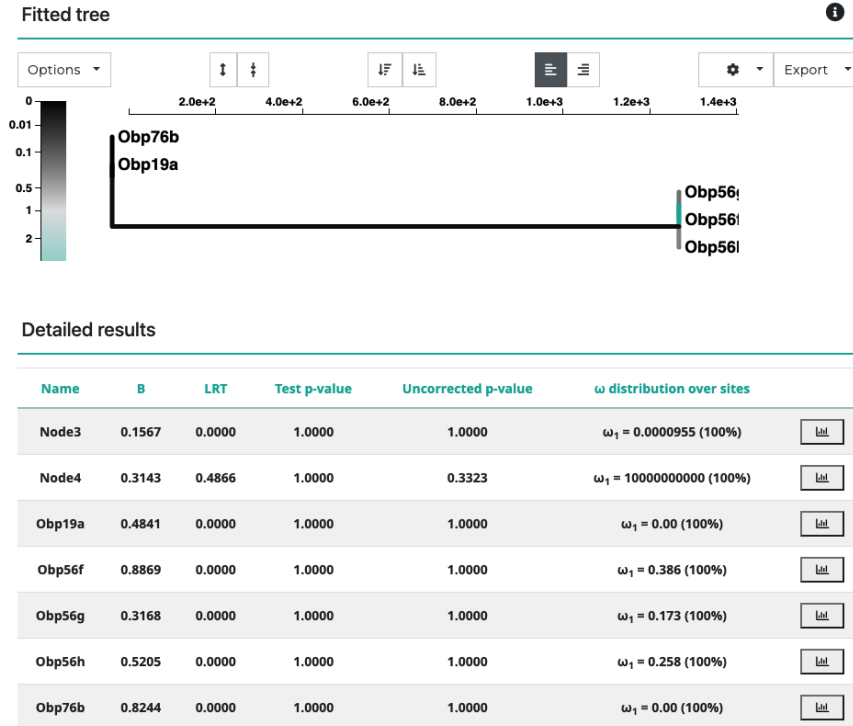 Fitted tree
Options
Export
2.0e+2 4.0e+2 6.0e+2 8.0e+2 1.0e+3 1.2e+3 1.4e+3
0
0.01
0.1
0.5
1
2
Obp76b
Obp19a
Obp56g
Obp56f
Obp56h
Detailed results
Name B LRT Test p-value Uncorrected p-value ω distribution over sites
Node3 0.1567 0.0000 1.0000 1.0000 ω1 = 0.0000955 (100%)
Node4 0.3143 0.4866 1.0000 0.3323 ω1 = 10000000000 (100%)
Obp19a 0.4841 0.0000 1.0000 1.0000 ω1 = 0.00 (100%)
Obp56f 0.8869 0.0000 1.0000 1.0000 ω1 = 0.386 (100%)
Obp56g 0.3168 0.0000 1.0000 1.0000 ω1 = 0.173 (100%)
Obp56h 0.5205 0.0000 1.0000 1.0000 ω1 = 0.258 (100%)
Obp76b 0.8244 0.0000 1.0000 1.0000 ω1 = 0.00 (100%)